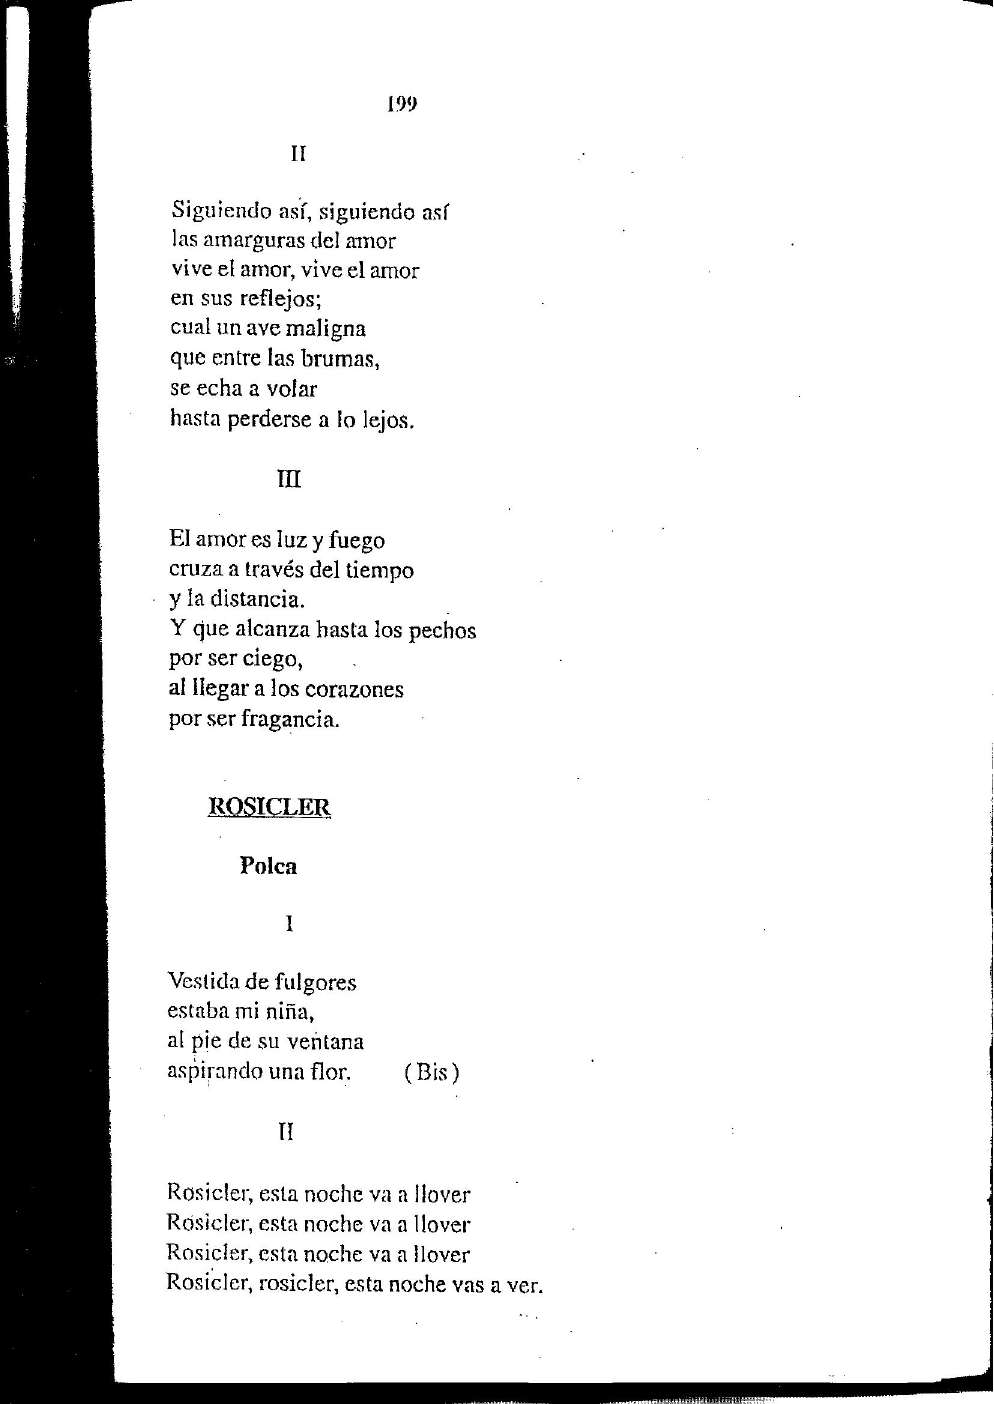 199
II
Siguiendo así, siguiendo así
las amarguras del amor
vive el amor, vive el amor
en sus reflejos;
cual un ave maligna
que entre las brumas,
se echa a volar
hasta perderse a lo lejos.
III
El amor es luz y fuego
cruza a través del tiempo
y la distancia.
Y que alcanza hasta los pechos
por ser ciego,
al llegar a los corazones
por ser fragancia.
ROSICLER
Polca
I
Vestida de fulgores
estaba mi niña,
al pie de su ventana
aspirando una flor. (Bis)
II
Rosicler, esta noche va a llover
Rosicler, esta noche va a llover
Rosicler, esta noche va a llover
Rosicler, rosicler, esta noche vas a ver.